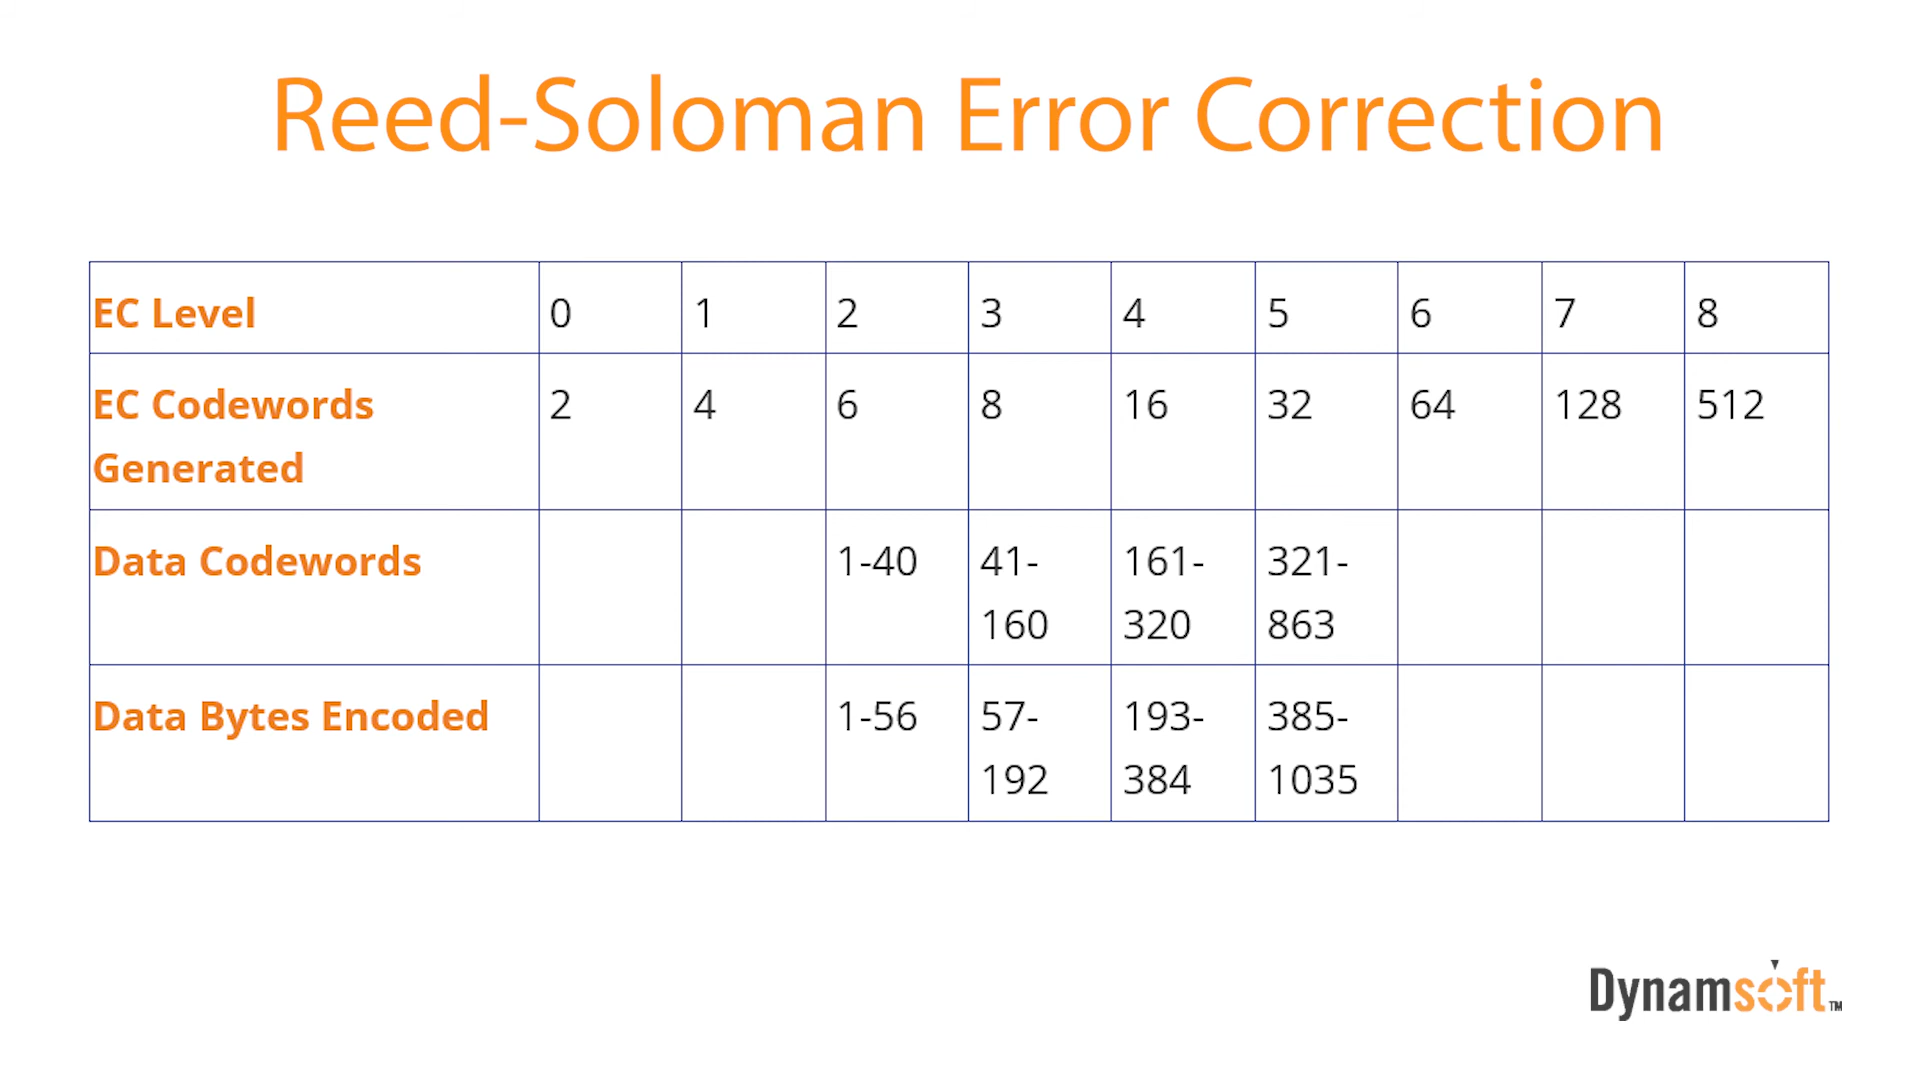 Reed-Soloman Error Correction
EC Level 0 1 2 3 4 5 6 7 8
EC Codewords Generated 2 4 6 8 16 32 64 128 512
Data Codewords 1-40 41-160 161-320 321-863
Data Bytes Encoded 1-56 57-192 193-384 385-1035
Dynamsoft™